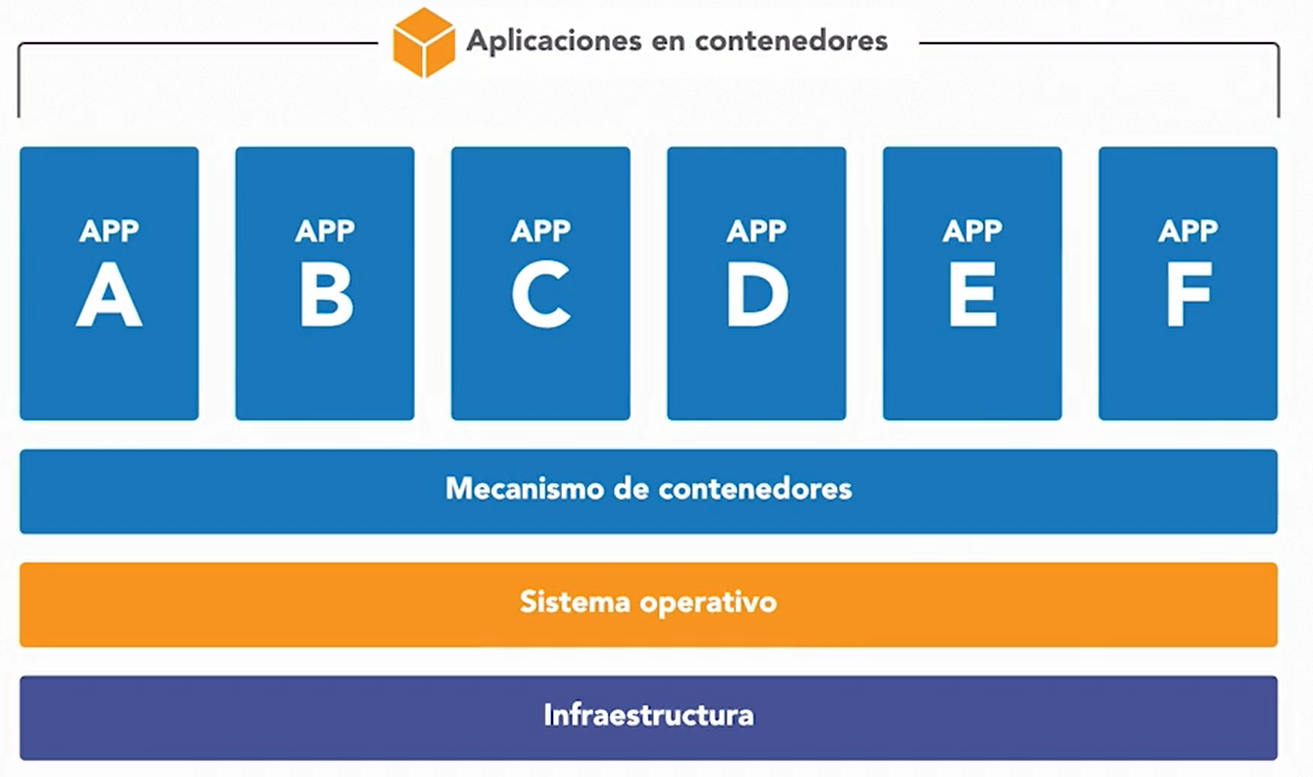 Aplicaciones en contenedores
APP
A
APP
B
APP
C
APP
D
APP
E
APP
F
Mecanismo de contenedores
Sistema operativo
Infraestructura